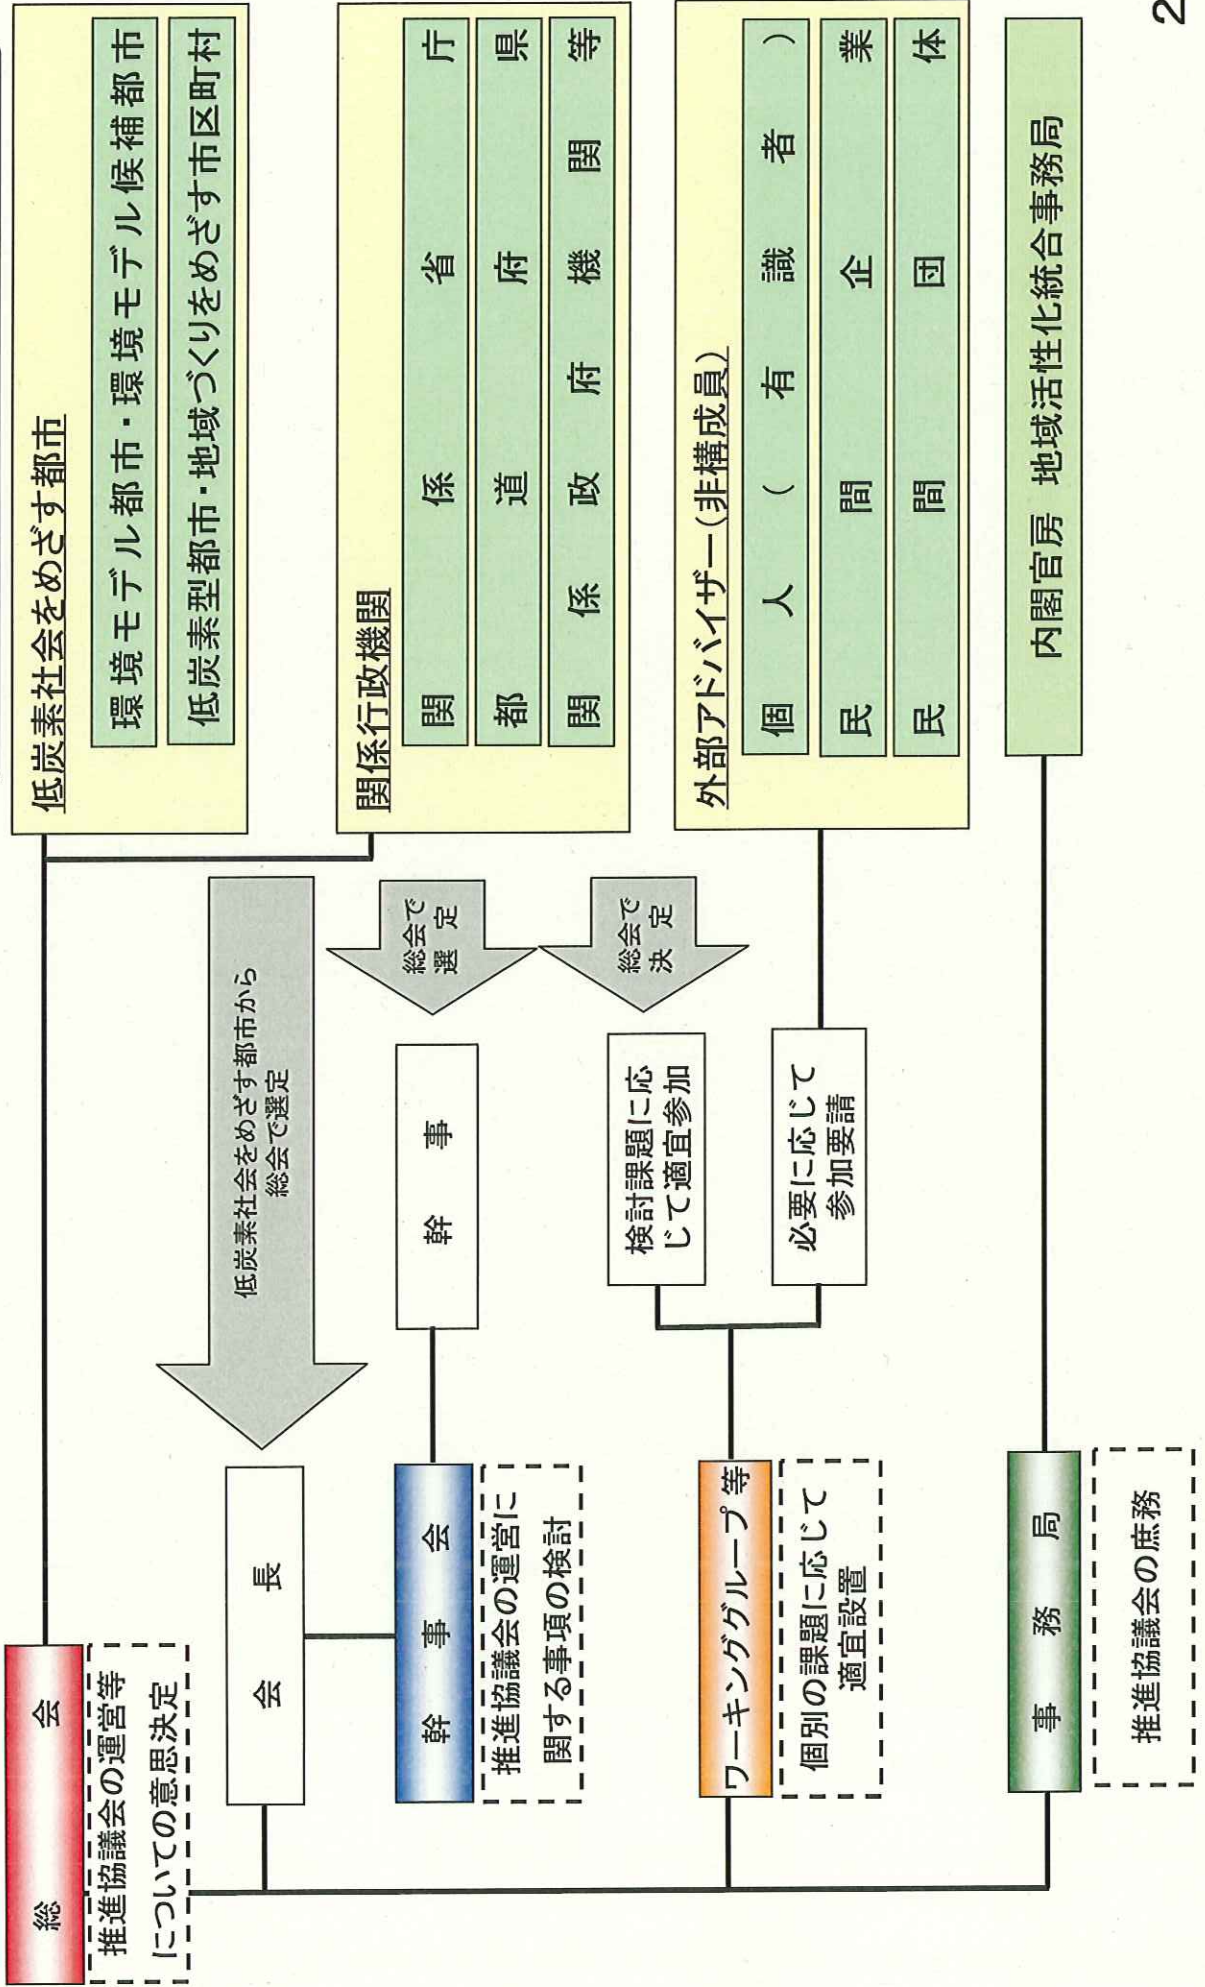 総会
推進協議会の運営等
についての意思決定
低炭素社会をめざす都市
環境モデル都市・環境モデル候補都市
低炭素型都市・地域づくりをめざす市区町村
会長
低炭素社会をめざす都市から
総会で選定
関係行政機関
関係省庁
都道府県
関係政府機関等
幹事会
推進協議会の運営に
関する事項の検討
幹事
総会で
選定
ワーキンググループ等
個別の課題に応じて
適宜設置
検討課題に応
じて適宜参加
総会で
決定
必要に応じて
参加要請
外部アドバイザー(非構成員)
個人(有識者)
民間企業
民間団体
事務局
推進協議会の庶務
内閣官房 地域活性化統合事務局
2